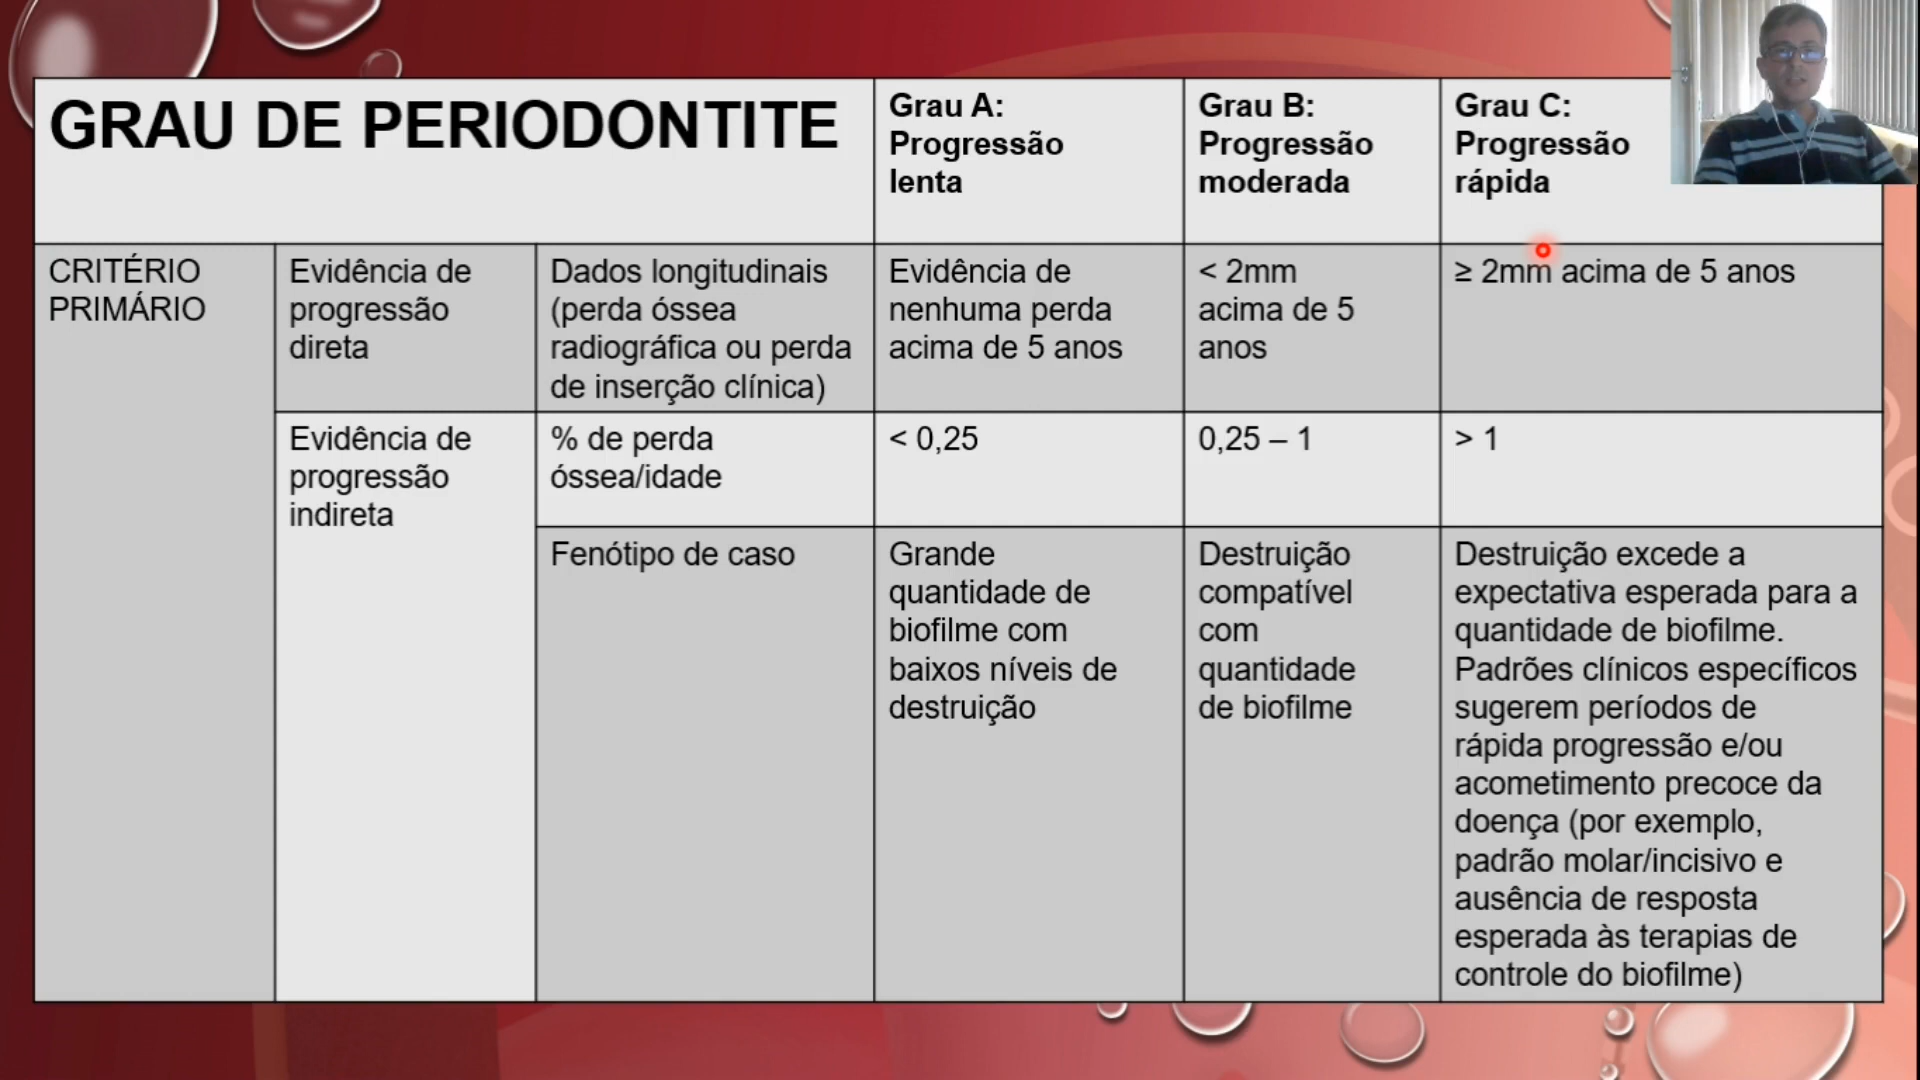 GRAU DE PERIODONTITE
Grau A:
Progressão
lenta
Grau B:
Progressão
moderada
Grau C:
Progressão
rápida
CRITÉRIO
PRIMÁRIO
Evidência de
progressão
direta
Dados longitudinais
(perda óssea
radiográfica ou perda
de inserção clínica)
Evidência de
nenhuma perda
acima de 5 anos
< 2mm
acima de 5
anos
≥ 2mm acima de 5 anos
Evidência de
progressão
indireta
% de perda
óssea/idade
< 0,25
0,25 – 1
> 1
Fenótipo de caso
Grande
quantidade de
biofilme com
baixos níveis de
destruição
Destruição
compatível
com
quantidade
de biofilme
Destruição excede a
expectativa esperada para a
quantidade de biofilme.
Padrões clínicos específicos
sugerem períodos de
rápida progressão e/ou
acometimento precoce da
doença (por exemplo,
padrão molar/incisivo e
ausência de resposta
esperada às terapias de
controle do biofilme)